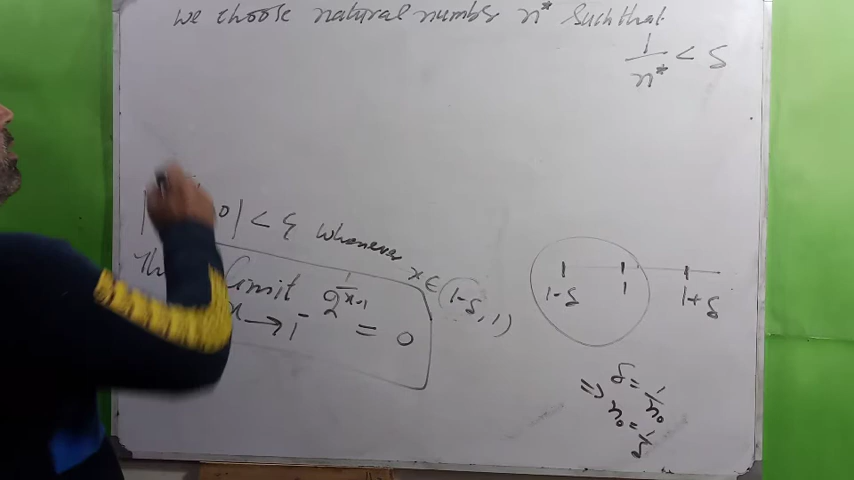 We choose natural number n* such that
1/n* < δ
0| < ε whenever x ∈ (1-δ, 1)
limit 2^(1/(x-1)) = 0
x → 1⁻
1-δ 1 1+δ
δ = 1/n₀
⇒ n₀ = 1/δ